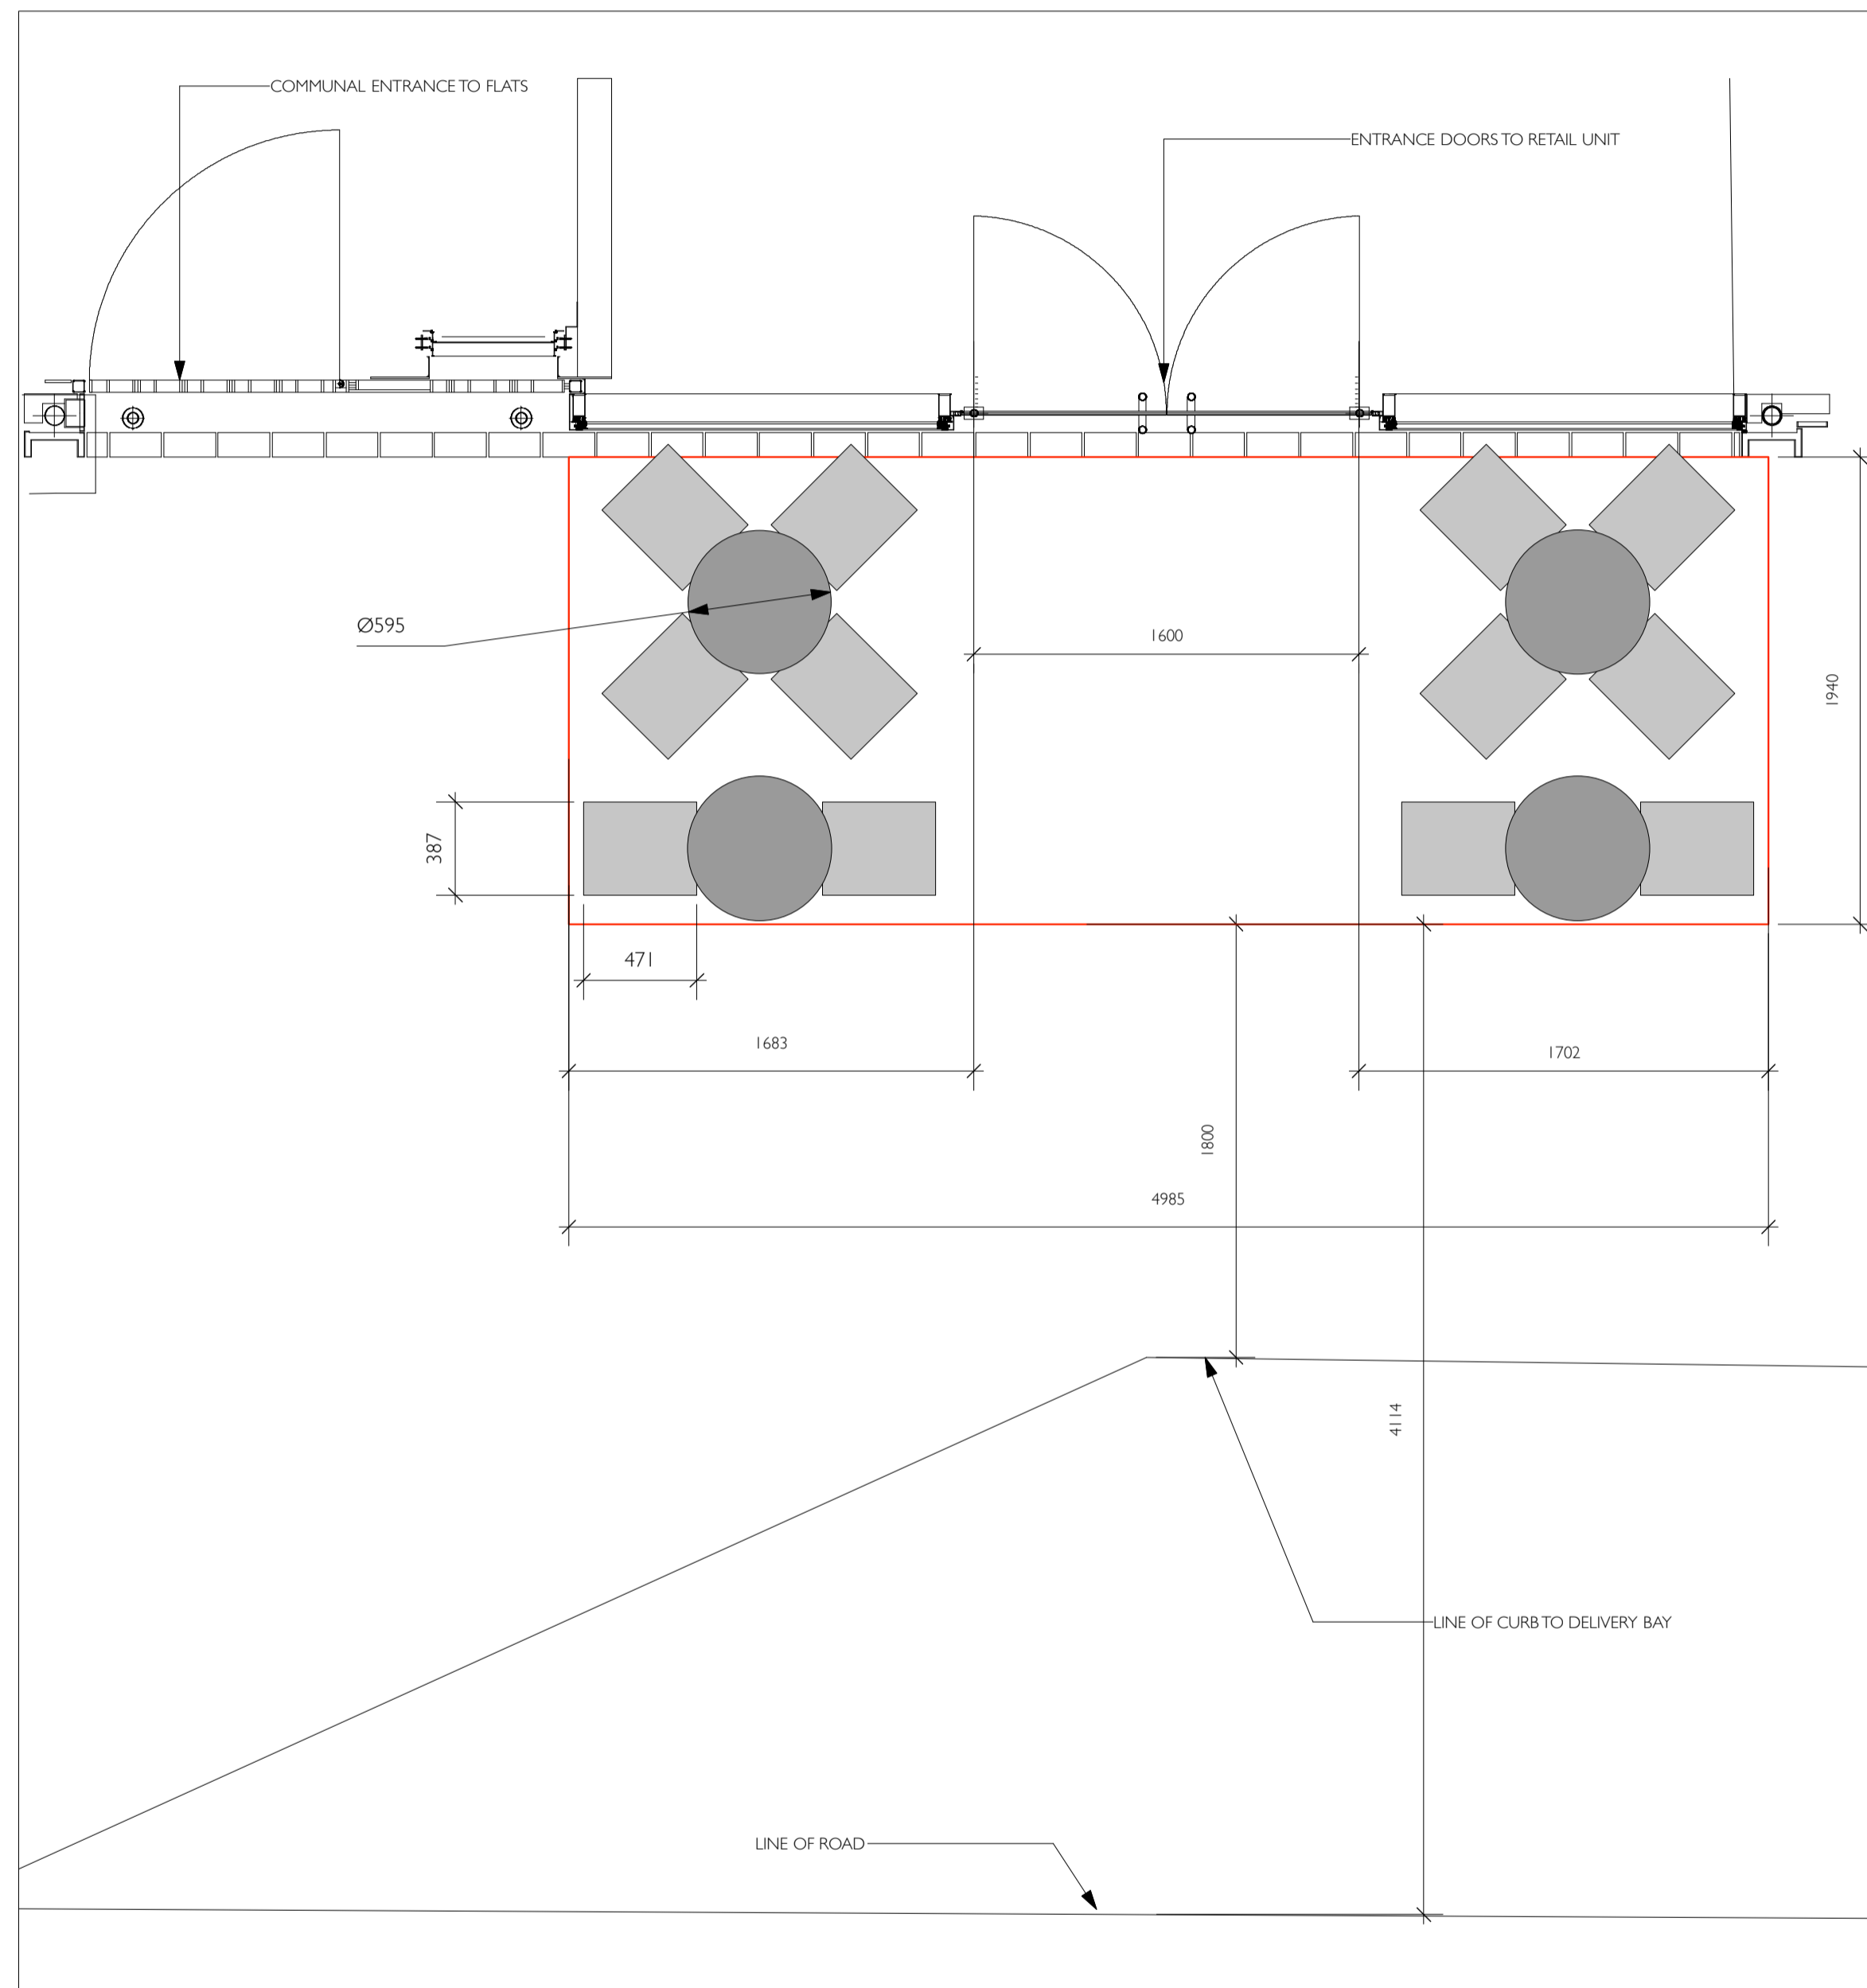 COMMUNAL ENTRANCE TO FLATS
ENTRANCE DOORS TO RETAIL UNIT
Ø595
1600
1940
387
471
1683
1702
1800
4985
4114
LINE OF CURB TO DELIVERY BAY
LINE OF ROAD